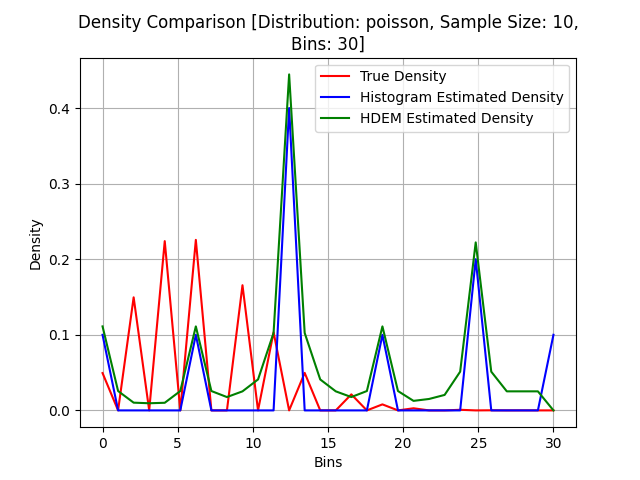 Density Comparison [Distribution: poisson, Sample Size: 10,
Bins: 30]
True Density
Histogram Estimated Density
HDEM Estimated Density
Density
0.4
0.3
0.2
0.1
0.0
0 5 10 15 20 25 30
Bins